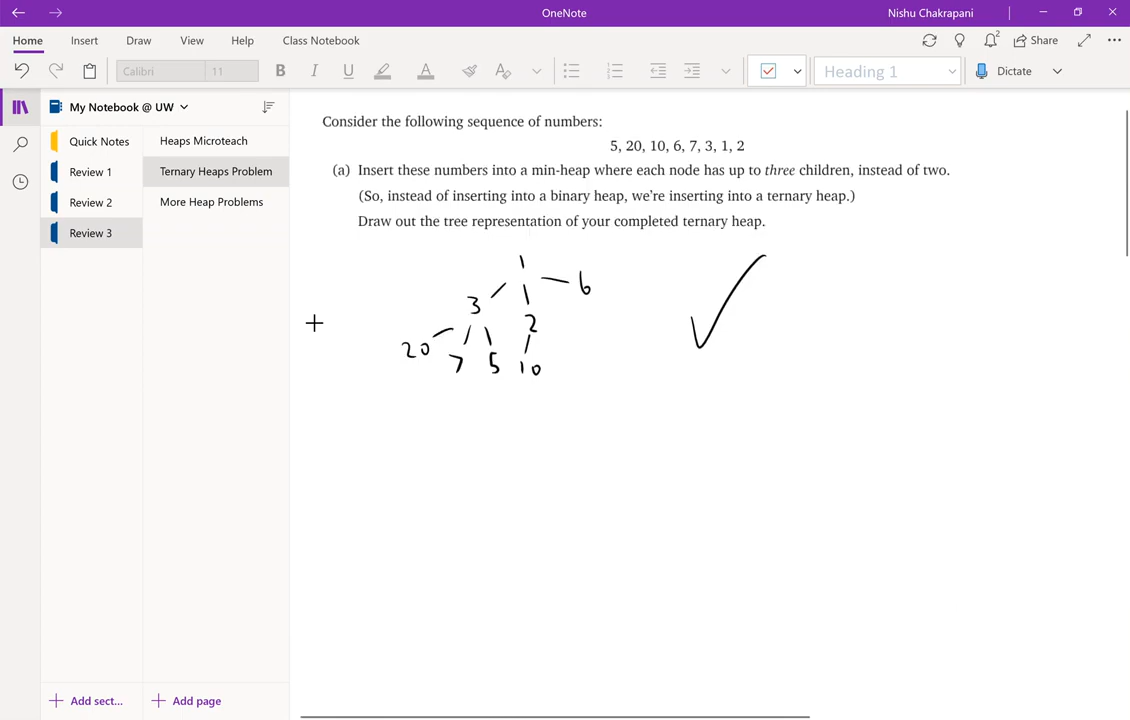 OneNote
Nishu Chakrapani
Home Insert Draw View Help Class Notebook
2 Share
Calibri 11 B I U A Heading 1 Dictate
My Notebook @ UW
Quick Notes
Review 1
Review 2
Review 3
Heaps Microteach
Ternary Heaps Problem
More Heap Problems
Consider the following sequence of numbers:
5, 20, 10, 6, 7, 3, 1, 2
(a) Insert these numbers into a min-heap where each node has up to three children, instead of two.
(So, instead of inserting into a binary heap, we're inserting into a ternary heap.)
Draw out the tree representation of your completed ternary heap.
1
3 2 6
20 7 5 10
Add sect... Add page